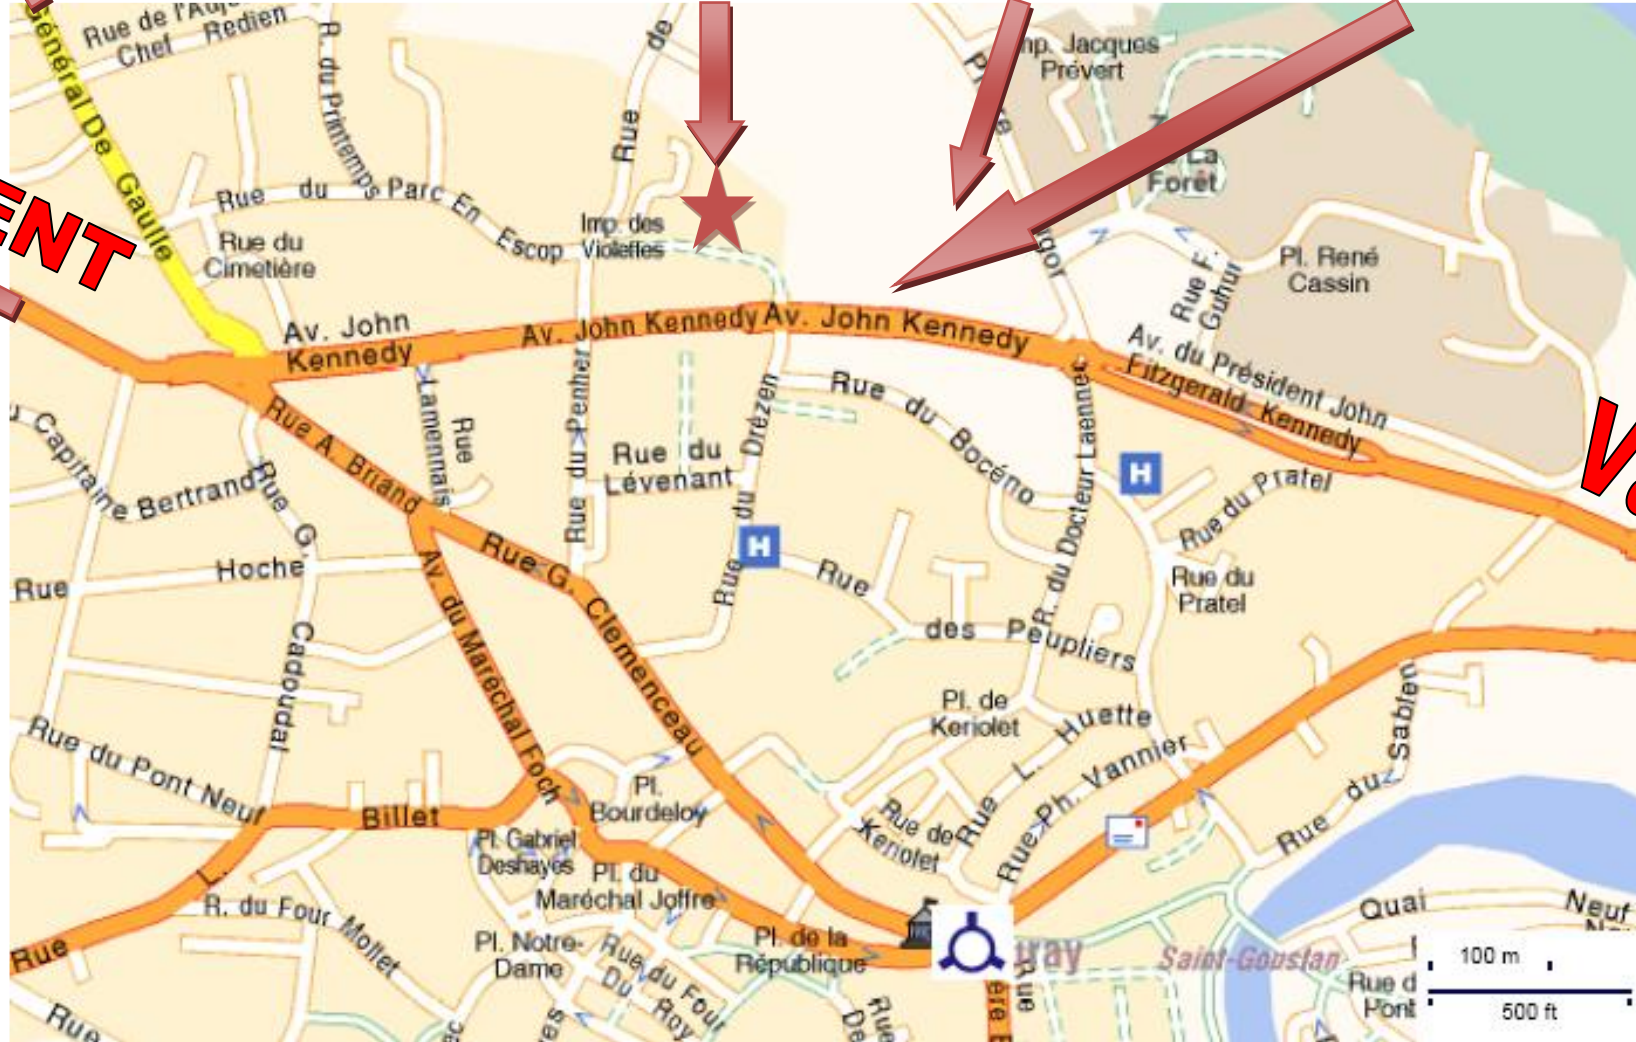 Général De Gaulle
Rue de l'Au
Chef Redien
R. du Printemps
Rue de
Imp. Jacques
Prévert
La
Forêt
ENT
Rue du Parc En Escop
Rue du
Cimetière
Imp. des
Violettes
Pl. René
Cassin
Rue F.
Guhur
Av. John
Kennedy
Av. John Kennedy
Av. John Kennedy
Av. du Président John
Fitzgerald Kennedy
Capitaine Bertrand
Rue A. Briand
Rue
Lamennais
Rue du Penher
Rue du
Lévenant
Rue du Drézen
Rue du Bocéno
R. du Docteur Laennec
H
H
Rue du Pratel
Rue du
Pratel
Rue G. Cadoudal
Rue Hoche
Rue G. Clemenceau
Av. du Maréchal Foch
Rue des Peupliers
Pl. de
Keriolet
Rue L. Huette
Rue Ph. Vannier
Rue du Sablen
Rue du Pont Neuf
Rue L. Billet
Pl.
Bourdeloy
Pl. Gabriel
Deshayes
Pl. du
Maréchal Joffre
Rue de
Keriolet
R. du Four Mollet
Pl. Notre-
Dame
Rue du Four
Du Roy
Pl. de la
République
Saint-Goustan
Quai
Neuf
Rue d
Pont
Rue
Rue
Rue
De
100 m
500 ft